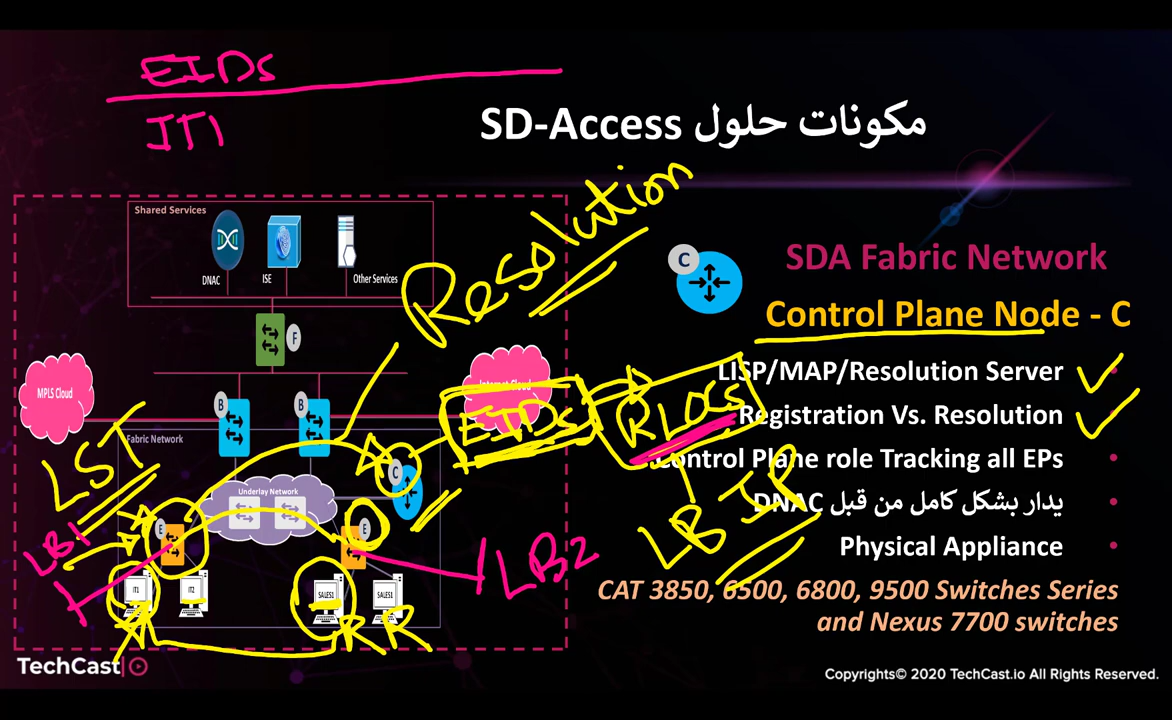 EIDs
IT1
مكونات حلول SD-Access
Shared Services
DNAC
ISE
Other Services
F
MPLS Cloud
B
B
Fabric Network
Underlay Network
C
E
E
IT1
IT2
SALES1
SALES1
Resolution
EIDs
RLOCs
LB IP
LB1
LB2
RR
C
SDA Fabric Network
Control Plane Node - C
LISP/MAP/Resolution Server
Registration Vs. Resolution
Control Plane role Tracking all EPs
يدار بشكل كامل من قبل DNAC
Physical Appliance
CAT 3850, 6500, 6800, 9500 Switches Series
and Nexus 7700 switches
TechCast
Copyrights© 2020 TechCast.io All Rights Reserved.